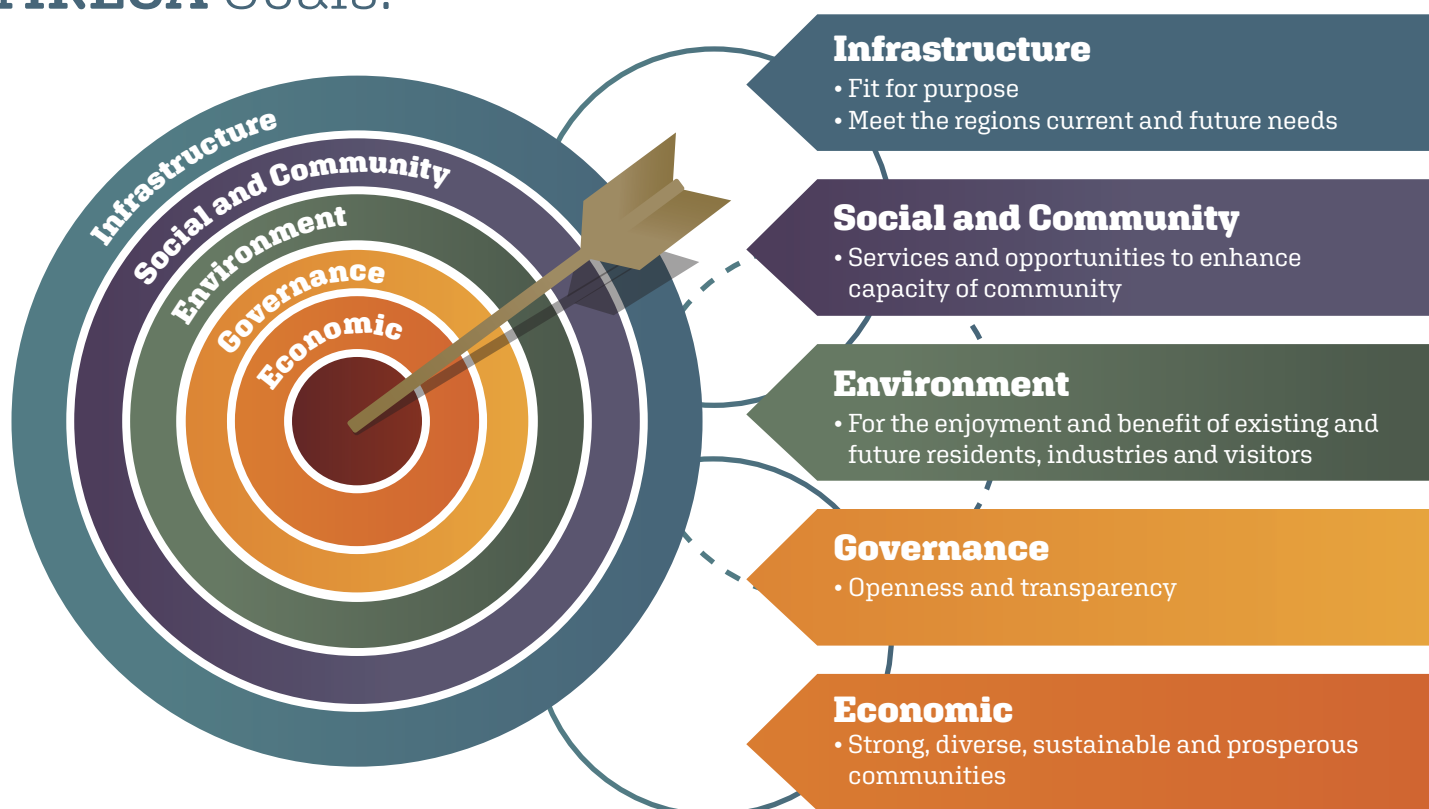 Goals:
Infrastructure
Social and Community
Environment
Governance
Economic
Infrastructure
• Fit for purpose
• Meet the regions current and future needs
Social and Community
• Services and opportunities to enhance
capacity of community
Environment
• For the enjoyment and benefit of existing and
future residents, industries and visitors
Governance
• Openness and transparency
Economic
• Strong, diverse, sustainable and prosperous
communities